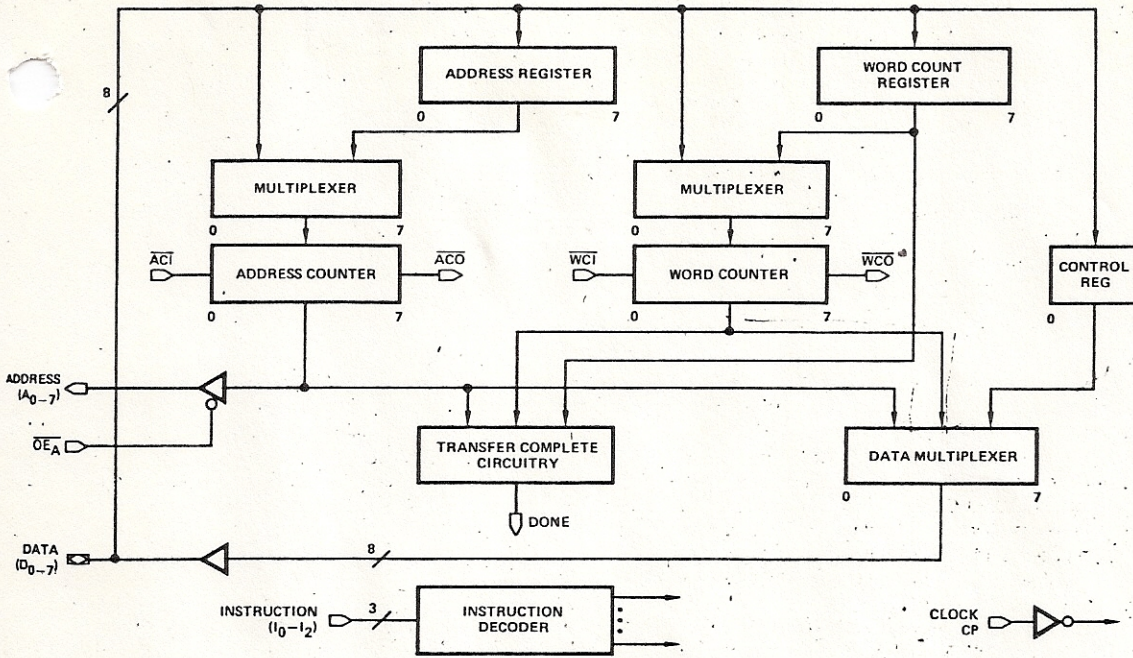 8
ADDRESS REGISTER
0 7
WORD COUNT
REGISTER
0 7
MULTIPLEXER
0 7
MULTIPLEXER
0 7
ACI
ADDRESS COUNTER
ACO
0 7
WCI
WORD COUNTER
WCO
0 7
CONTROL
REG
0
ADDRESS
(A0–7)
OEA
TRANSFER COMPLETE
CIRCUITRY
DONE
DATA MULTIPLEXER
0 7
DATA
(D0–7)
8
INSTRUCTION
(I0–I2)
3
INSTRUCTION
DECODER
CLOCK
CP